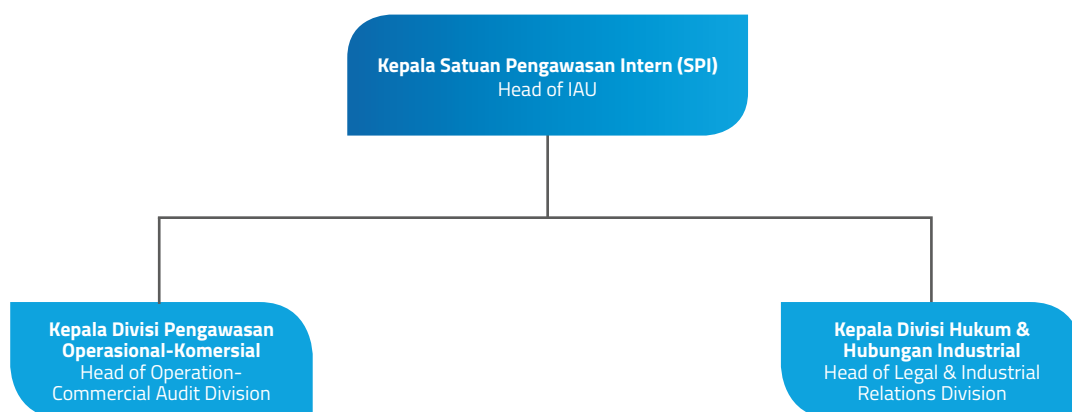 Kepala Satuan Pengawasan Intern (SPI)
Head of IAU
Kepala Divisi Pengawasan
Operasional-Komersial
Head of Operation-
Commercial Audit Division
Kepala Divisi Hukum &
Hubungan Industrial
Head of Legal & Industrial
Relations Division